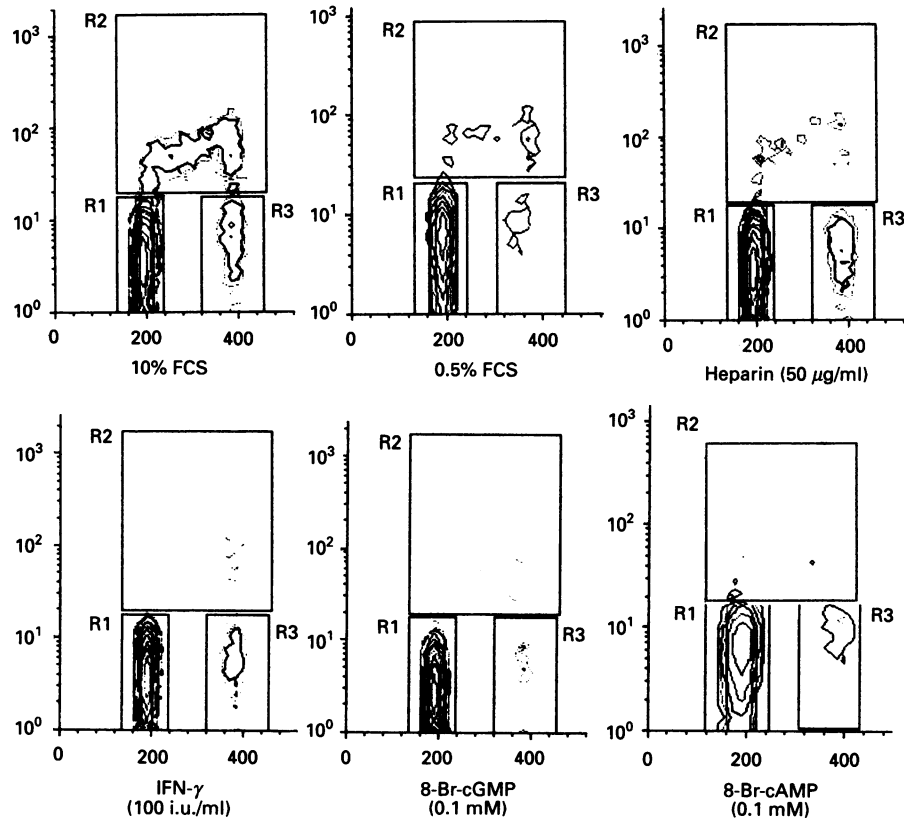 10³ 10² 10¹ 10⁰
R2
R1 R3
0 200 400
10% FCS
10³ 10² 10¹ 10⁰
R2
R1 R3
0 200 400
0.5% FCS
10³ 10² 10¹ 10⁰
R2
R1 R3
0 200 400
Heparin (50 μg/ml)
10³ 10² 10¹ 10⁰
R2
R1 R3
0 200 400
IFN-γ
(100 i.u./ml)
10³ 10² 10¹ 10⁰
R2
R1 R3
0 200 400
8-Br-cGMP
(0.1 mM)
10³ 10² 10¹ 10⁰
R2
R1 R3
0 200 400
8-Br-cAMP
(0.1 mM)